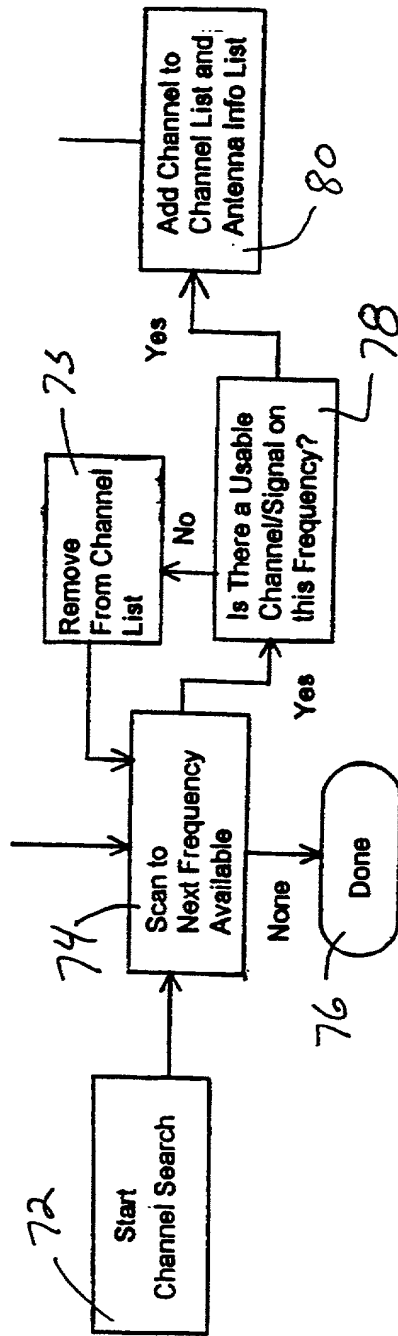 72
Start
Channel Search
74
Scan to
Next Frequency
Available
None
76
Done
Yes
73
Remove
From Channel
List
No
Is There a Usable
Channel/Signal on
this Frequency?
78
Yes
Add Channel to
Channel List and
Antenna Info List
80